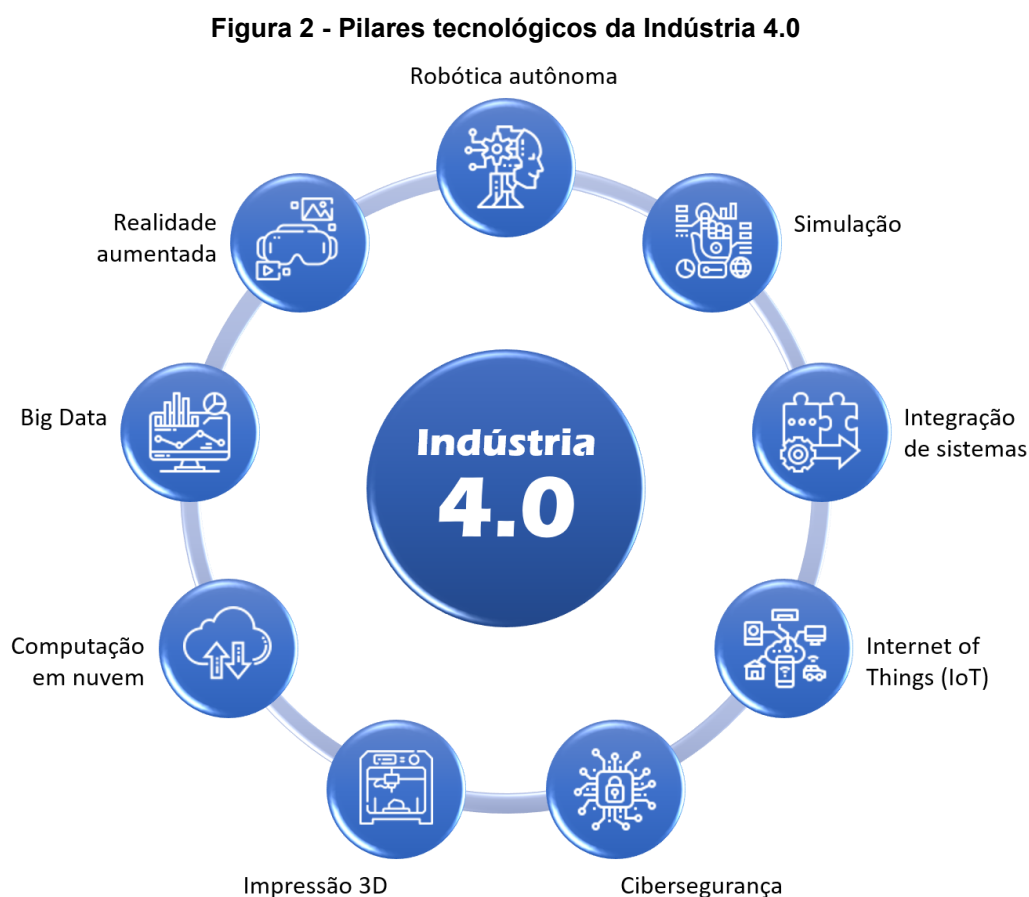 Figura 2 - Pilares tecnológicos da Indústria 4.0
Robótica autônoma
Realidade
aumentada
Simulação
Big Data
Indústria
4.0
Integração
de sistemas
Computação
em nuvem
Internet of
Things (IoT)
Impressão 3D
Cibersegurança